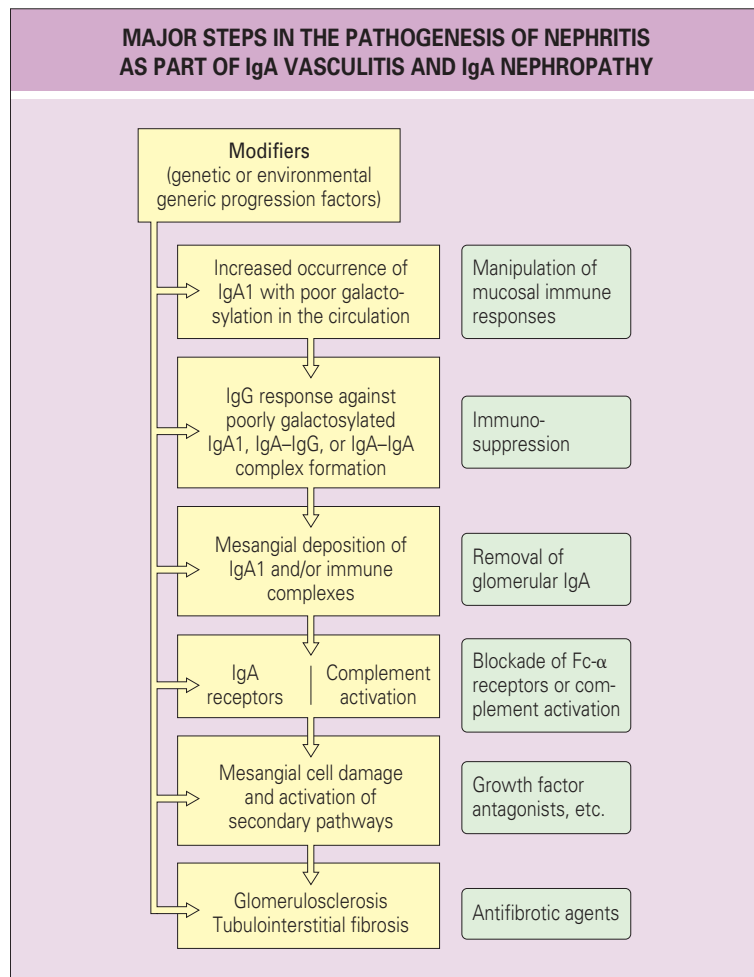 MAJOR STEPS IN THE PATHOGENESIS OF NEPHRITIS
AS PART OF IgA VASCULITIS AND IgA NEPHROPATHY
Modifiers
(genetic or environmental
generic progression factors)
Increased occurrence of
IgA1 with poor galacto-
sylation in the circulation
Manipulation of
mucosal immune
responses
IgG response against
poorly galactosylated
IgA1, IgA–IgG, or IgA–IgA
complex formation
Immuno-
suppression
Mesangial deposition of
IgA1 and/or immune
complexes
Removal of
glomerular IgA
IgA
receptors
Complement
activation
Blockade of Fc-α
receptors or com-
plement activation
Mesangial cell damage
and activation of
secondary pathways
Growth factor
antagonists, etc.
Glomerulosclerosis
Tubulointerstitial fibrosis
Antifibrotic agents